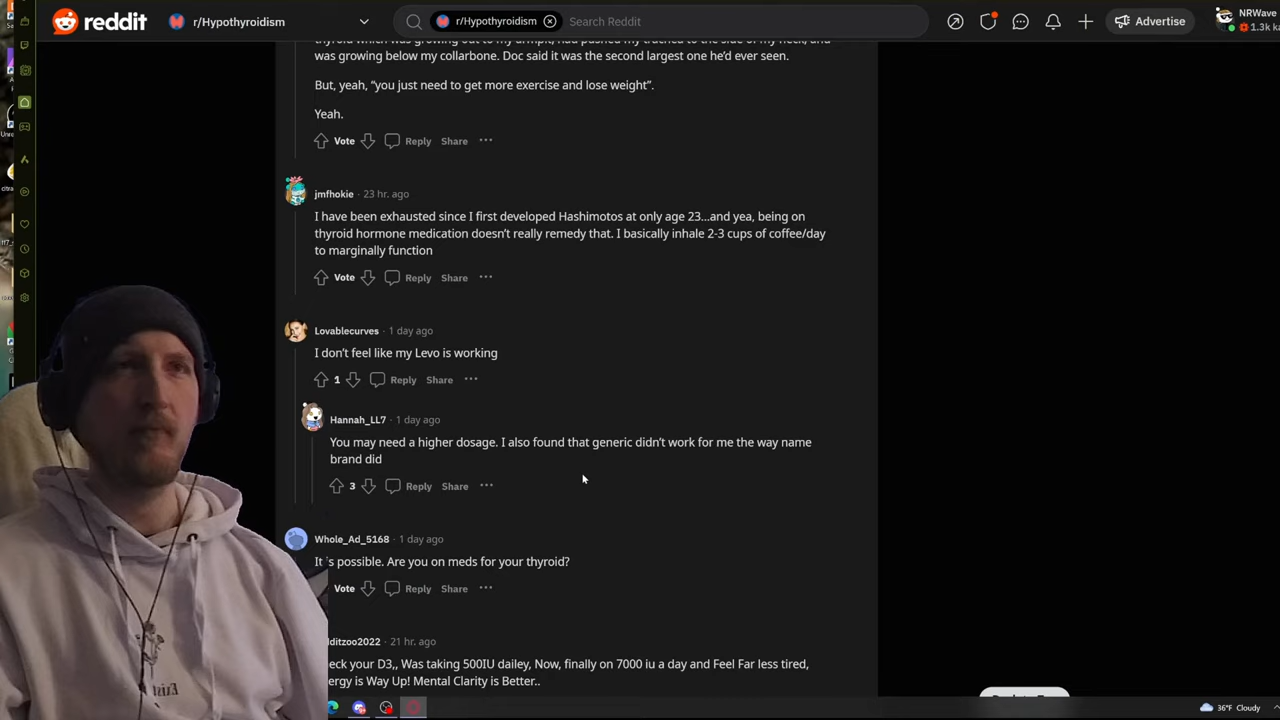 reddit
r/Hypothyroidism
r/Hypothyroidism
Search Reddit
Advertise
NRWave
1.3k ka
thyroid which was growing out to my armpit, had pushed my trachea to the side of my neck, and
was growing below my collarbone. Doc said it was the second largest one he'd ever seen.
But, yeah, “you just need to get more exercise and lose weight”.
Yeah.
Vote Reply Share ...
jmfhokie · 23 hr. ago
I have been exhausted since I first developed Hashimotos at only age 23...and yea, being on
thyroid hormone medication doesn't really remedy that. I basically inhale 2-3 cups of coffee/day
to marginally function
Vote Reply Share ...
Lovablecurves · 1 day ago
I don't feel like my Levo is working
1 Reply Share ...
Hannah_LL7 · 1 day ago
You may need a higher dosage. I also found that generic didn't work for me the way name
brand did
3 Reply Share ...
Whole_Ad_5168 · 1 day ago
It s possible. Are you on meds for your thyroid?
Vote Reply Share ...
dditzoo2022 · 21 hr. ago
eck your D3,, Was taking 500IU dailey, Now, finally on 7000 iu a day and Feel Far less tired,
ergy is Way Up! Mental Clarity is Better..
36°F Cloudy